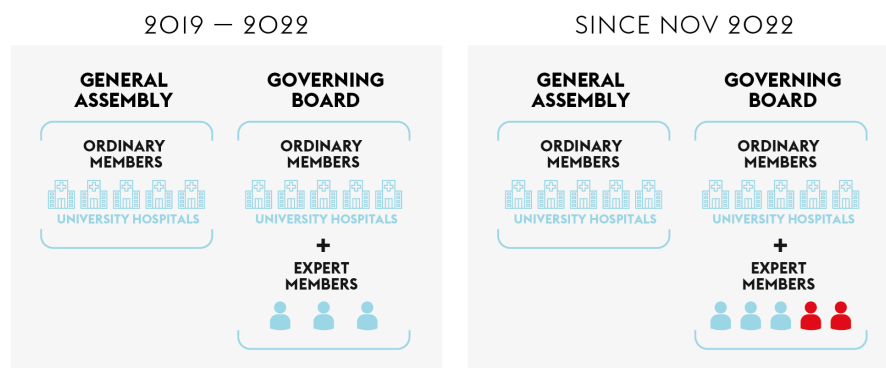 2019 — 2022
GENERAL
ASSEMBLY
ORDINARY
MEMBERS
UNIVERSITY HOSPITALS
GOVERNING
BOARD
ORDINARY
MEMBERS
UNIVERSITY HOSPITALS
+
EXPERT
MEMBERS
SINCE NOV 2022
GENERAL
ASSEMBLY
ORDINARY
MEMBERS
UNIVERSITY HOSPITALS
GOVERNING
BOARD
ORDINARY
MEMBERS
UNIVERSITY HOSPITALS
+
EXPERT
MEMBERS